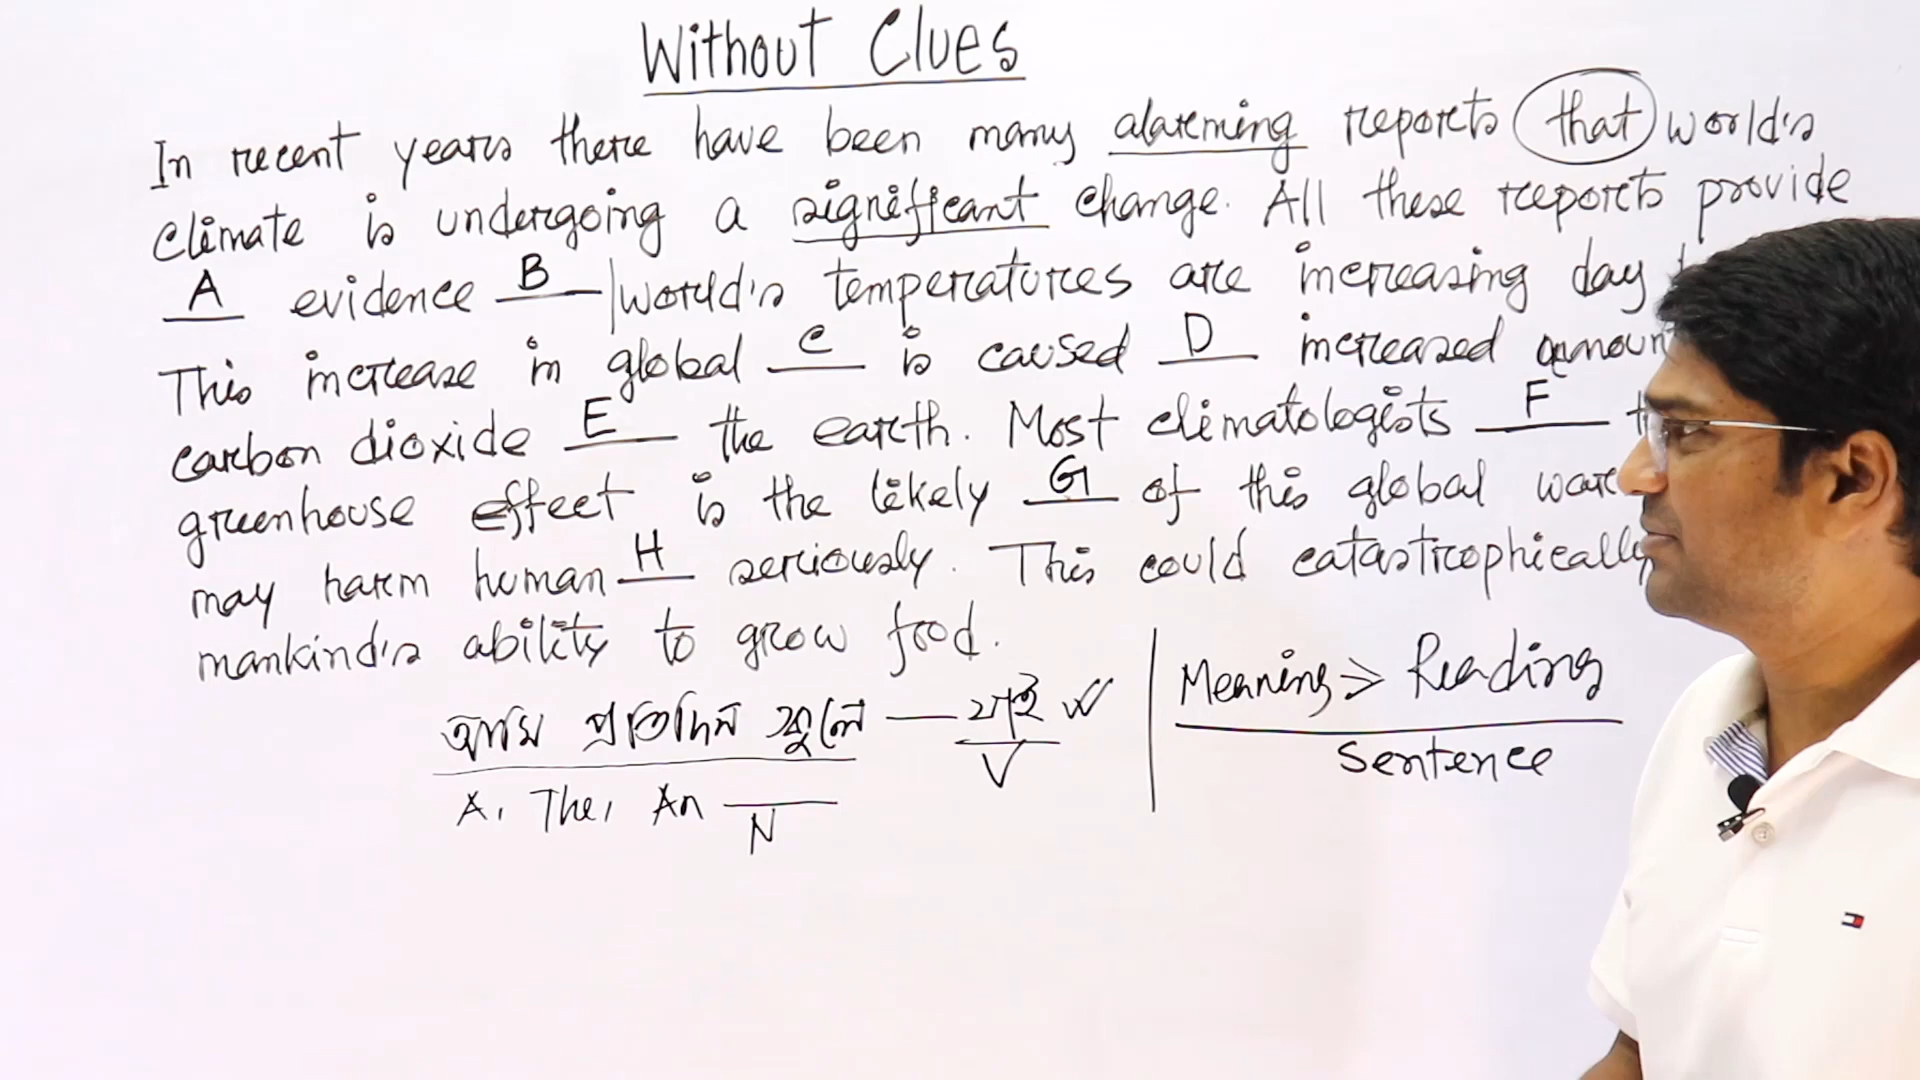 Without Clues
In recent years there have been many alarming reports that world's
climate is undergoing a significant change. All these reports provide
A evidence B world's temperatures are increasing day
This increase in global C is caused D increased
carbon dioxide E the earth. Most climatologists F
greenhouse effect is the likely G of this global
may harm human H seriously. This could catastrophically
mankind's ability to grow food.
আমি প্রতিদিন স্কুলে — যাই
V
A, The, An
N
Meaning > Reading
Sentence